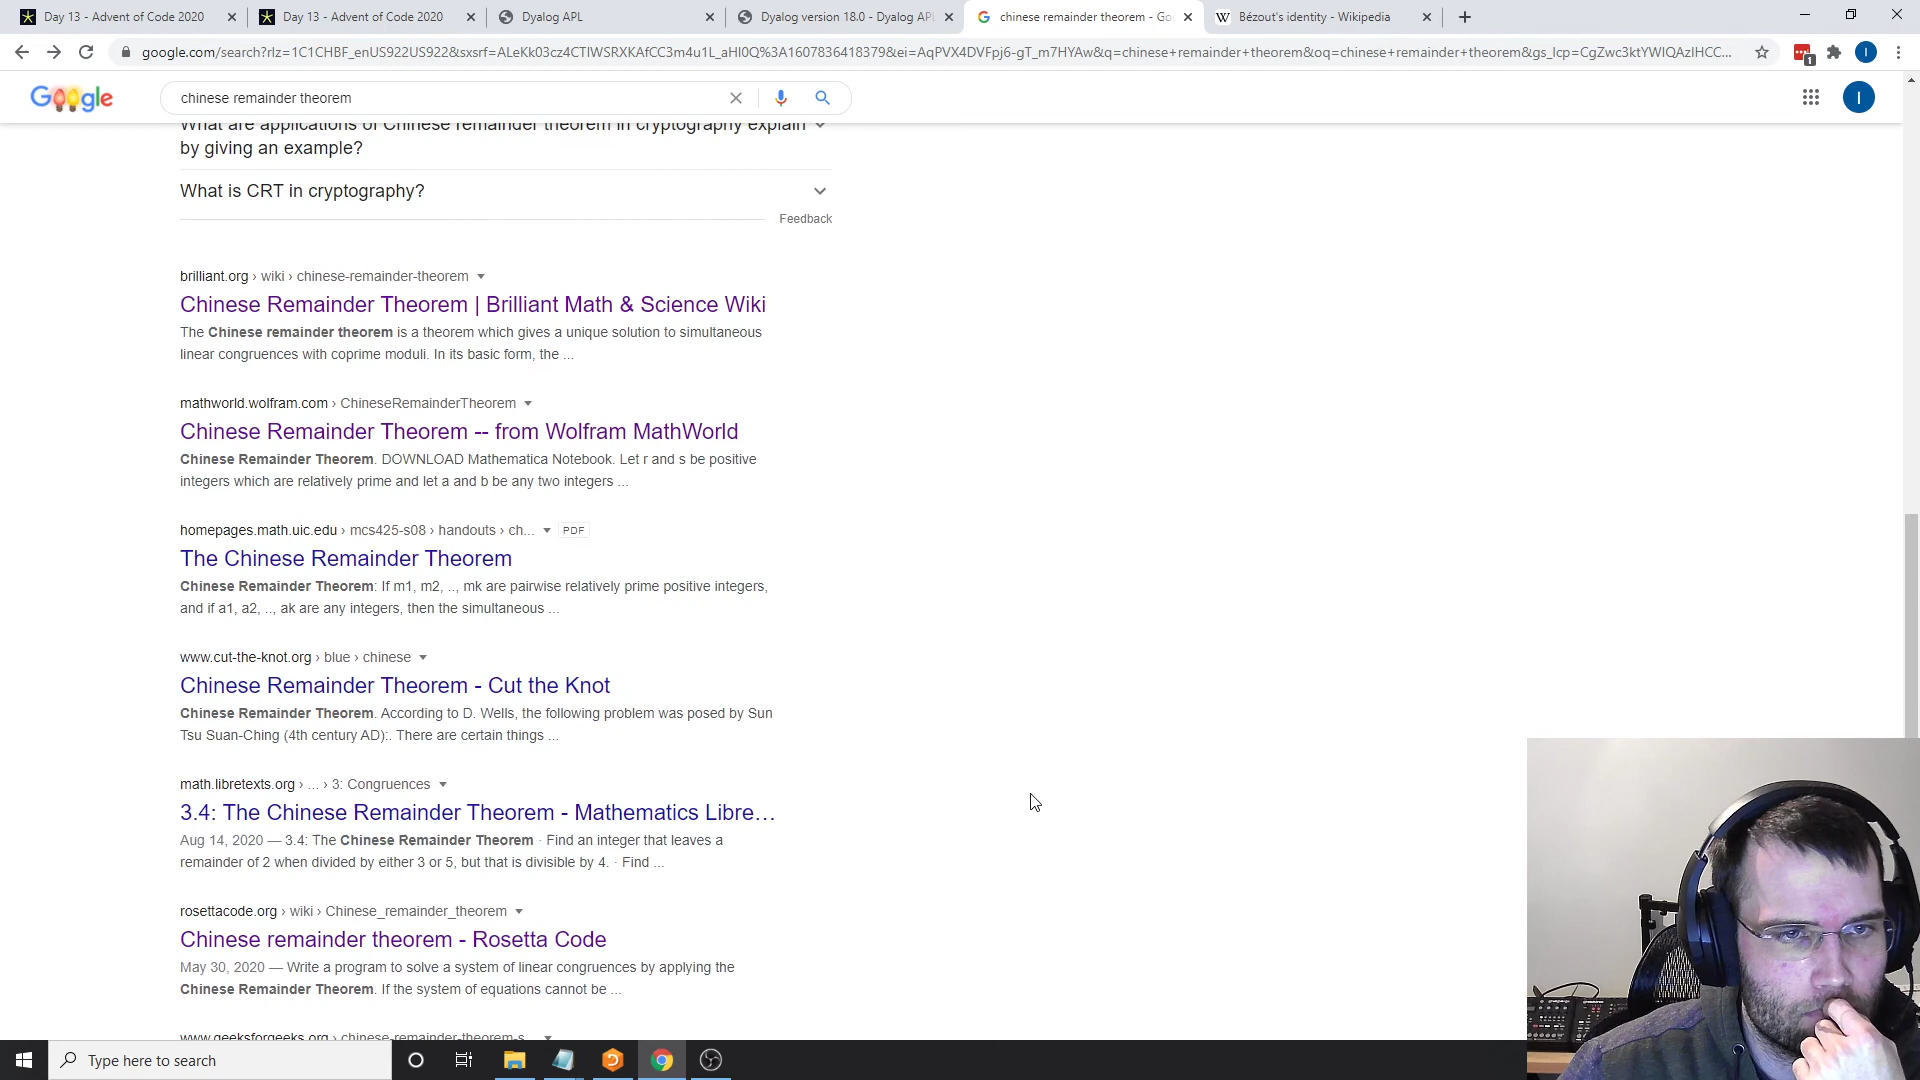 Day 13 - Advent of Code 2020
Day 13 - Advent of Code 2020
Dyalog APL
Dyalog version 18.0 - Dyalog APL
chinese remainder theorem - Go
Bézout's identity - Wikipedia
google.com/search?rlz=1C1CHBF_enUS922US922&sxsrf=ALeKk03cz4CTIWSRXKAfCC3m4u1L_aHI0Q%3A1607836418379&ei=AqPVX4DVFpj6-gT_m7HYAw&q=chinese+remainder+theorem&oq=chinese+remainder+theorem&gs_lcp=CgZwc3ktYWIQAzIHCC...
1
I
Google
chinese remainder theorem
I
What are applications of Chinese remainder theorem in cryptography explain
by giving an example?
What is CRT in cryptography?
Feedback
brilliant.org › wiki › chinese-remainder-theorem
Chinese Remainder Theorem | Brilliant Math & Science Wiki
The Chinese remainder theorem is a theorem which gives a unique solution to simultaneous
linear congruences with coprime moduli. In its basic form, the ...
mathworld.wolfram.com › ChineseRemainderTheorem
Chinese Remainder Theorem -- from Wolfram MathWorld
Chinese Remainder Theorem. DOWNLOAD Mathematica Notebook. Let r and s be positive
integers which are relatively prime and let a and b be any two integers ...
homepages.math.uic.edu › mcs425-s08 › handouts › ch... PDF
The Chinese Remainder Theorem
Chinese Remainder Theorem: If m1, m2, .., mk are pairwise relatively prime positive integers,
and if a1, a2, .., ak are any integers, then the simultaneous ...
www.cut-the-knot.org › blue › chinese
Chinese Remainder Theorem - Cut the Knot
Chinese Remainder Theorem. According to D. Wells, the following problem was posed by Sun
Tsu Suan-Ching (4th century AD):. There are certain things ...
math.libretexts.org › ... › 3: Congruences
3.4: The Chinese Remainder Theorem - Mathematics Libre...
Aug 14, 2020 — 3.4: The Chinese Remainder Theorem · Find an integer that leaves a
remainder of 2 when divided by either 3 or 5, but that is divisible by 4. · Find ...
rosettacode.org › wiki › Chinese_remainder_theorem
Chinese remainder theorem - Rosetta Code
May 30, 2020 — Write a program to solve a system of linear congruences by applying the
Chinese Remainder Theorem. If the system of equations cannot be ...
www.geeksforgeeks.org › chinese-remainder-theorem-s...
Type here to search